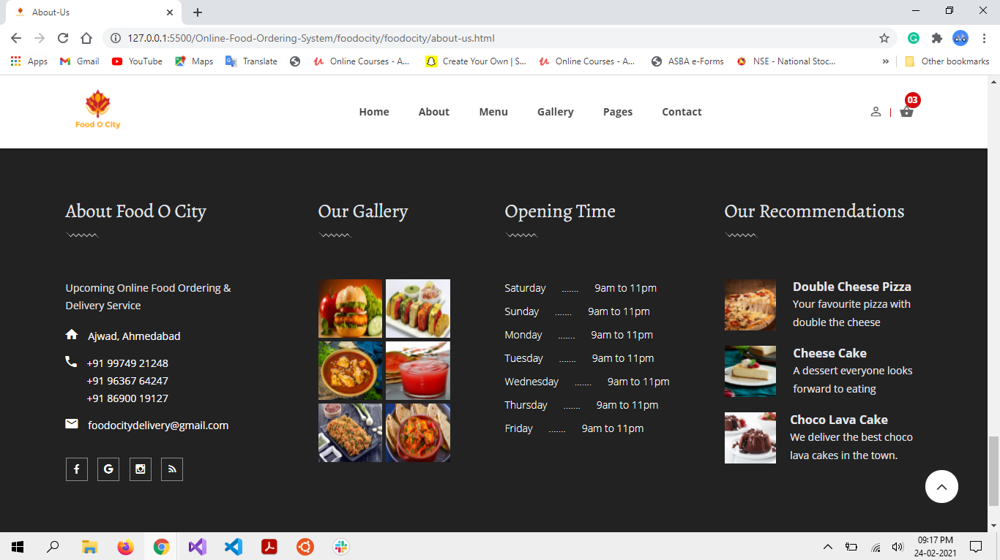 About-Us
127.0.0.1:5500/Online-Food-Ordering-System/foodocity/foodocity/about-us.html
Apps Gmail YouTube Maps Translate Online Courses - A... Create Your Own | S... Online Courses - A... ASBA e-Forms NSE - National Stoc... » Other bookmarks
Food O City
Home About Menu Gallery Pages Contact
03
About Food O City
Upcoming Online Food Ordering &
Delivery Service
Ajwad, Ahmedabad
+91 99749 21248
+91 96367 64247
+91 86900 19127
foodocitydelivery@gmail.com
Our Gallery
Opening Time
Saturday ....... 9am to 11pm
Sunday ....... 9am to 11pm
Monday ....... 9am to 11pm
Tuesday ....... 9am to 11pm
Wednesday ....... 9am to 11pm
Thursday ....... 9am to 11pm
Friday ....... 9am to 11pm
Our Recommendations
Double Cheese Pizza
Your favourite pizza with
double the cheese
Cheese Cake
A dessert everyone looks
forward to eating
Choco Lava Cake
We deliver the best choco
lava cakes in the town.
09:17 PM
24-02-2021